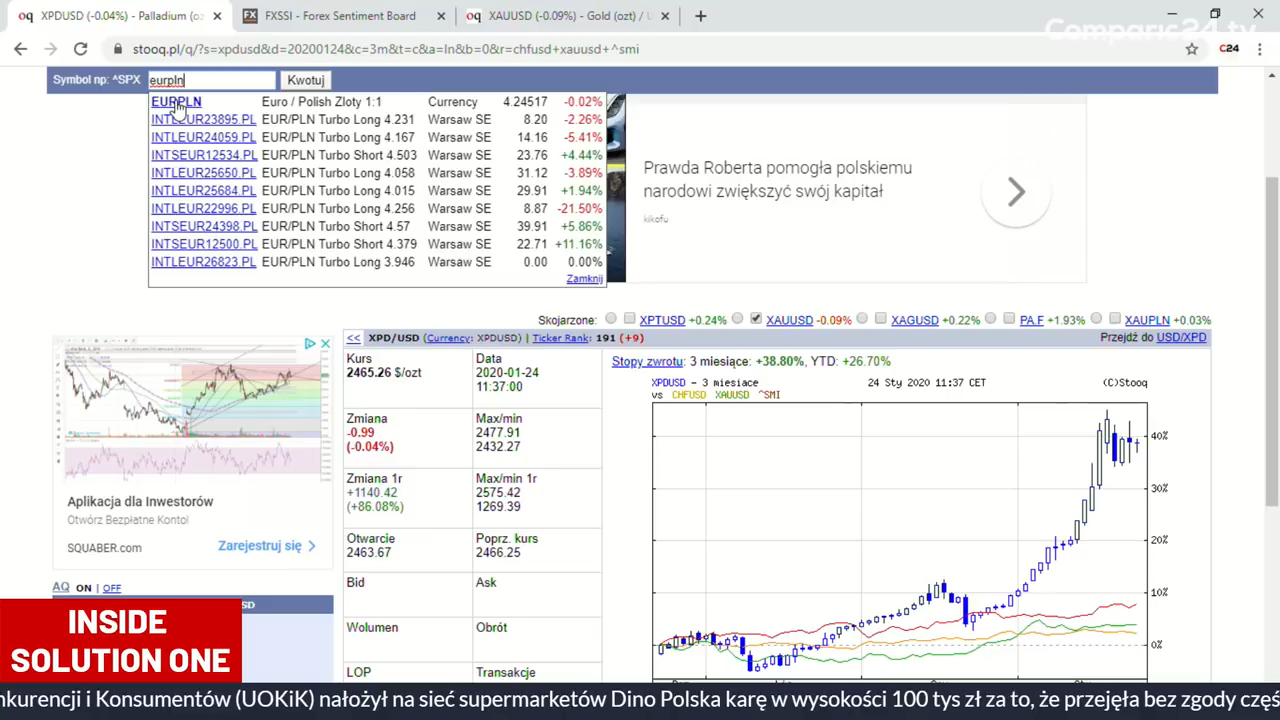 XPDUSD (-0.04%) - Palladium (oz
FXSSI - Forex Sentiment Board
XAUUSD (-0.09%) - Gold (ozt) / U
Comparic24.tv
stooq.pl/q/?s=xpdusd&d=20200124&c=3m&t=c&a=ln&b=0&r=chfusd+xauusd+^smi
C24
Symbol np: ^SPX eurpln Kwotuj
EURPLN Euro / Polish Zloty 1:1 Currency 4.24517 -0.02%
INTLEUR23895.PL EUR/PLN Turbo Long 4.231 Warsaw SE 8.20 -2.26%
INTLEUR24059.PL EUR/PLN Turbo Long 4.167 Warsaw SE 14.16 -5.41%
INTSEUR12534.PL EUR/PLN Turbo Short 4.503 Warsaw SE 23.76 +4.44%
INTLEUR25650.PL EUR/PLN Turbo Long 4.058 Warsaw SE 31.12 -3.89%
INTLEUR25684.PL EUR/PLN Turbo Long 4.015 Warsaw SE 29.91 +1.94%
INTLEUR22996.PL EUR/PLN Turbo Long 4.256 Warsaw SE 8.87 -21.50%
INTSEUR24398.PL EUR/PLN Turbo Short 4.57 Warsaw SE 39.91 +5.86%
INTSEUR12500.PL EUR/PLN Turbo Short 4.379 Warsaw SE 22.71 +11.16%
INTLEUR26823.PL EUR/PLN Turbo Long 3.946 Warsaw SE 0.00 0.00%
Zamknij
Prawda Roberta pomogła polskiemu
narodowi zwiększyć swój kapitał
kikofu
Skojarzone: XPTUSD +0.24% XAUUSD -0.09% XAGUSD +0.22% PA.F +1.93% XAUPLN +0.03%
<< XPD/USD (Currency: XPDUSD) | Ticker Rank: 191 (+9) Przejdź do USD/XPD
Kurs
2465.26 $/ozt
Data
2020-01-24
11:37:00
Zmiana
-0.99
(-0.04%)
Max/min
2477.91
2432.27
Zmiana 1r
+1140.42
(+86.08%)
Max/min 1r
2575.42
1269.39
Otwarcie
2463.67
Poprz. kurs
2466.25
Bid
Ask
Wolumen
Obrót
LOP
Transakcje
Stopy zwrotu: 3 miesiące: +38.80%, YTD: +26.70%
XPDUSD - 3 miesiace 24 Sty 2020 11:37 CET (C)Stooq
vs CHFUSD XAUUSD ^SMI
40%
30%
20%
10%
0%
Aplikacja dla Inwestorów
Otwórz Bezpłatne Konto!
SQUABER.com Zarejestruj się
AQ ON | OFF
SD
INSIDE
SOLUTION ONE
nkurencji i Konsumentów (UOKiK) nałożył na sieć supermarketów Dino Polska karę w wysokości 100 tys zł za to, że przejęła bez zgody częś